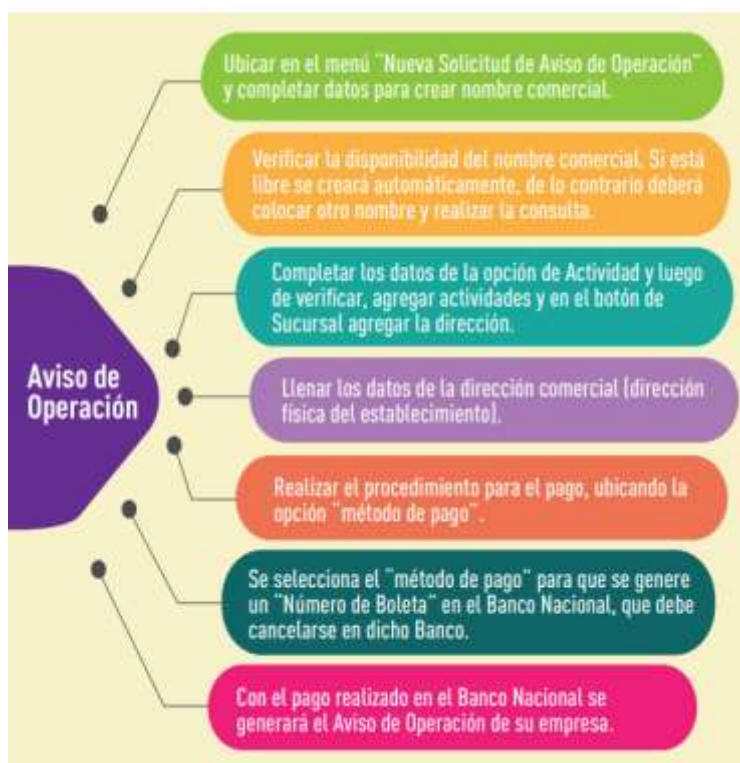 Ubicar en el menú "Nueva Solicitud de Aviso de Operación"
y completar datos para crear nombre comercial.
Verificar la disponibilidad del nombre comercial. Si está
libre se creará automáticamente, de lo contrario deberá
colocar otro nombre y realizar la consulta.
Completar los datos de la opción de Actividad y luego
de verificar, agregar actividades y en el botón de
Sucursal agregar la dirección.
Aviso de
Operación
Llenar los datos de la dirección comercial (dirección
física del establecimiento).
Realizar el procedimiento para el pago, ubicando la
opción "método de pago".
Se selecciona el "método de pago" para que se genere
un "Número de Boleta" en el Banco Nacional, que debe
cancelarse en dicho Banco.
Con el pago realizado en el Banco Nacional se
generará el Aviso de Operación de su empresa.